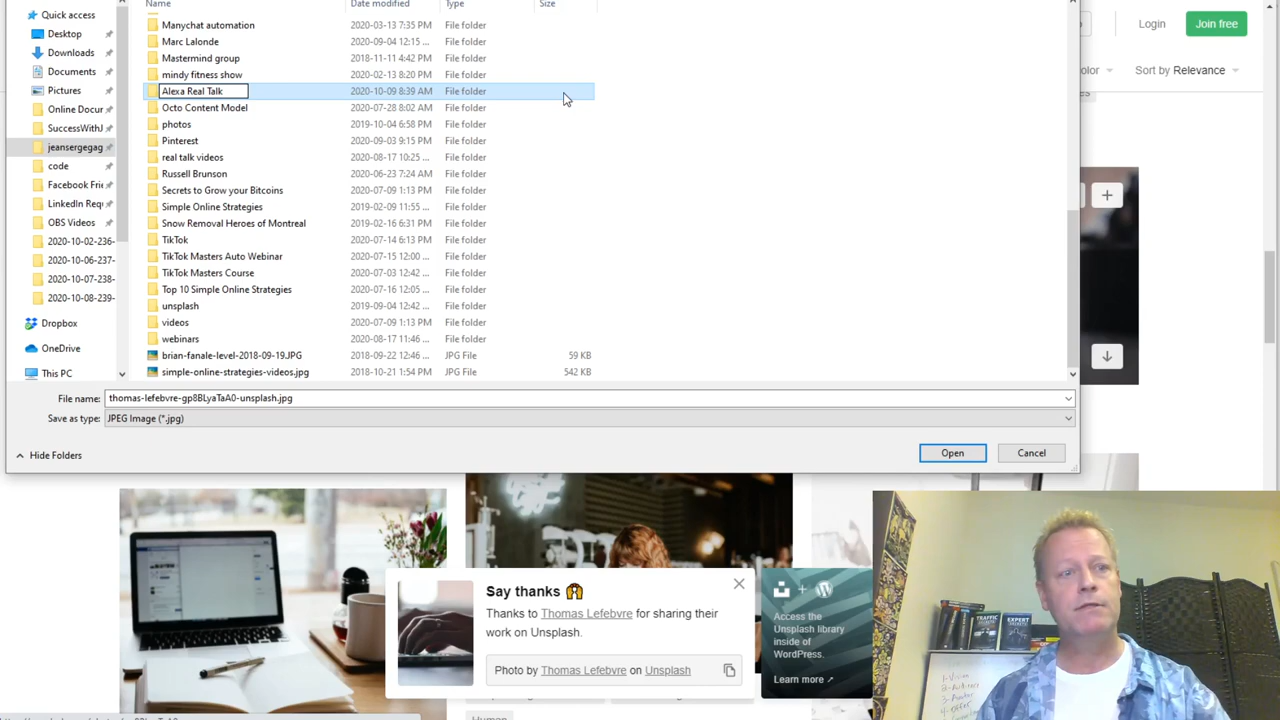 Quick access
Desktop
Downloads
Documents
Pictures
Online Docur
SuccessWithJ
jeansergegag
code
Facebook Frie
LinkedIn Requ
OBS Videos
2020-10-02-236-
2020-10-06-237-
2020-10-07-238-
2020-10-08-239-
Dropbox
OneDrive
This PC
Name Date modified Type Size
Manychat automation 2020-03-13 7:35 PM File folder
Marc Lalonde 2020-09-04 12:15 ... File folder
Mastermind group 2018-11-11 4:42 PM File folder
mindy fitness show 2020-02-13 8:20 PM File folder
Alexa Real Talk 2020-10-09 8:39 AM File folder
Octo Content Model 2020-07-28 8:02 AM File folder
photos 2019-10-04 6:58 PM File folder
Pinterest 2020-09-03 9:15 PM File folder
real talk videos 2020-08-17 10:25 ... File folder
Russell Brunson 2020-06-23 7:24 AM File folder
Secrets to Grow your Bitcoins 2020-07-09 1:13 PM File folder
Simple Online Strategies 2019-02-09 11:55 ... File folder
Snow Removal Heroes of Montreal 2019-02-16 6:31 PM File folder
TikTok 2020-07-14 6:13 PM File folder
TikTok Masters Auto Webinar 2020-07-15 12:00 ... File folder
TikTok Masters Course 2020-07-03 12:42 ... File folder
Top 10 Simple Online Strategies 2020-07-16 12:05 ... File folder
unsplash 2019-09-04 12:42 ... File folder
videos 2020-07-09 1:13 PM File folder
webinars 2020-08-17 11:46 ... File folder
brian-fanale-level-2018-09-19.JPG 2018-09-22 12:46 ... JPG File 59 KB
simple-online-strategies-videos.jpg 2018-10-21 1:54 PM JPG File 542 KB
File name: thomas-lefebvre-gp8BLyaTaA0-unsplash.jpg
Save as type: JPEG Image (*.jpg)
Hide Folders
Open
Cancel
Login
Join free
olor
Sort by Relevance
Say thanks 🙌
Thanks to Thomas Lefebvre for sharing their
work on Unsplash.
Photo by Thomas Lefebvre on Unsplash
Access the
Unsplash library
inside of
WordPress.
Learn more ↗
TRAFFIC
SECRETS
EXPERT
SECRETS
Human